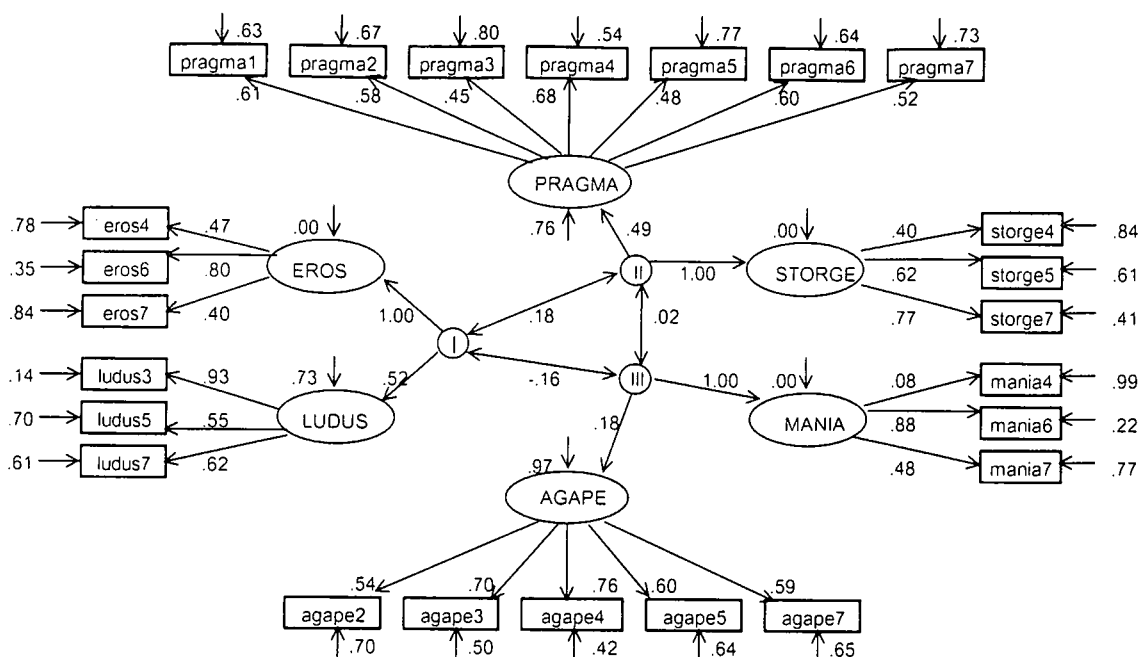 .63 .67 .80 .54 .77 .64 .73
pragma1 pragma2 pragma3 pragma4 pragma5 pragma6 pragma7
.61 .58 .45 .68 .48 .60 .52
PRAGMA
.76 .49
.78 eros4 .47 .00
.35 eros6 .80 EROS
.84 eros7 .40
1.00 .18
II
1.00
.00 .40 storge4 .84
STORGE .62 storge5 .61
.77 storge7 .41
I
.02
-.16
III
.14 ludus3 .93 .73 .52
.70 ludus5 .55 LUDUS
.61 ludus7 .62
1.00 .00 .08 mania4 .99
MANIA .88 mania6 .22
.48 mania7 .77
.18
.97
AGAPE
.54 .70 .76 .60 .59
agape2 agape3 agape4 agape5 agape7
.70 .50 .42 .64 .65